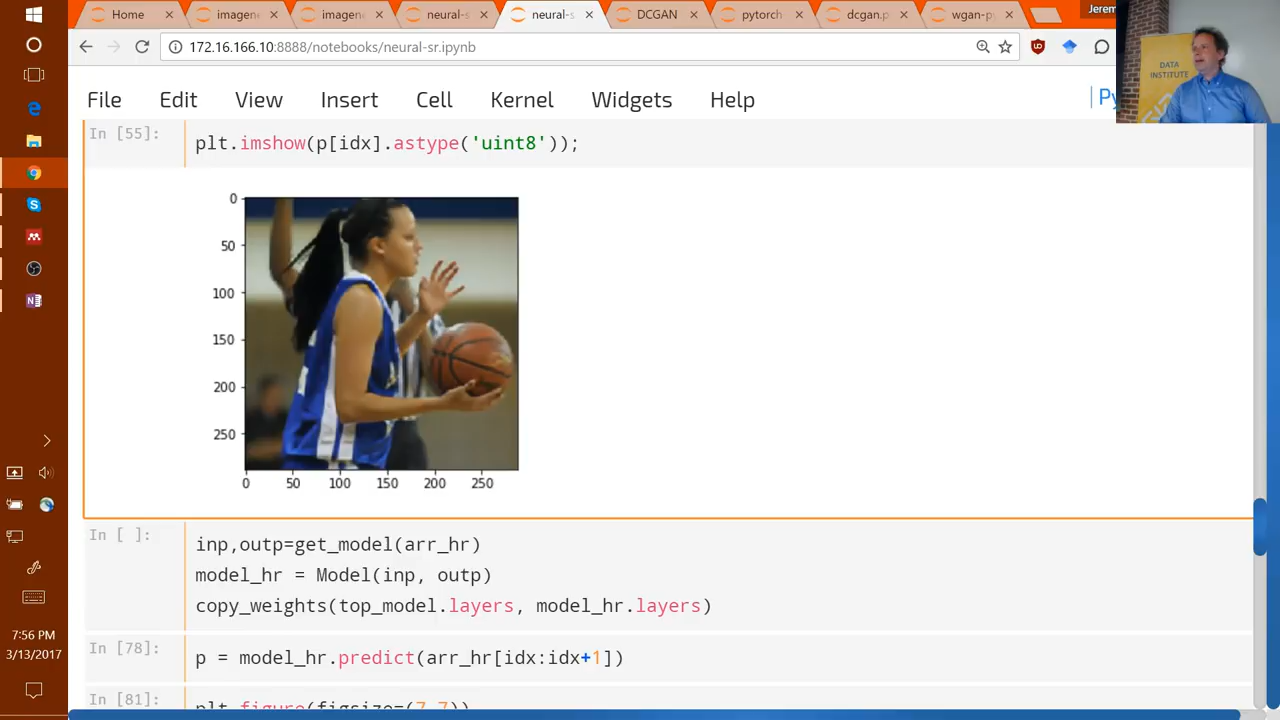 Home
imagene
imagene
neural-s
neural-s
DCGAN
pytorch
dcgan.p
wgan-py
Jerem
172.16.166.10:8888/notebooks/neural-sr.ipynb
DATA
INSTITUTE
File Edit View Insert Cell Kernel Widgets Help
Py
In [55]: plt.imshow(p[idx].astype('uint8'));
0
50
100
150
200
250
0 50 100 150 200 250
In [ ]: inp,outp=get_model(arr_hr)
model_hr = Model(inp, outp)
copy_weights(top_model.layers, model_hr.layers)
In [78]: p = model_hr.predict(arr_hr[idx:idx+1])
In [81]: plt.figure(figsize=(7,7))
7:56 PM
3/13/2017